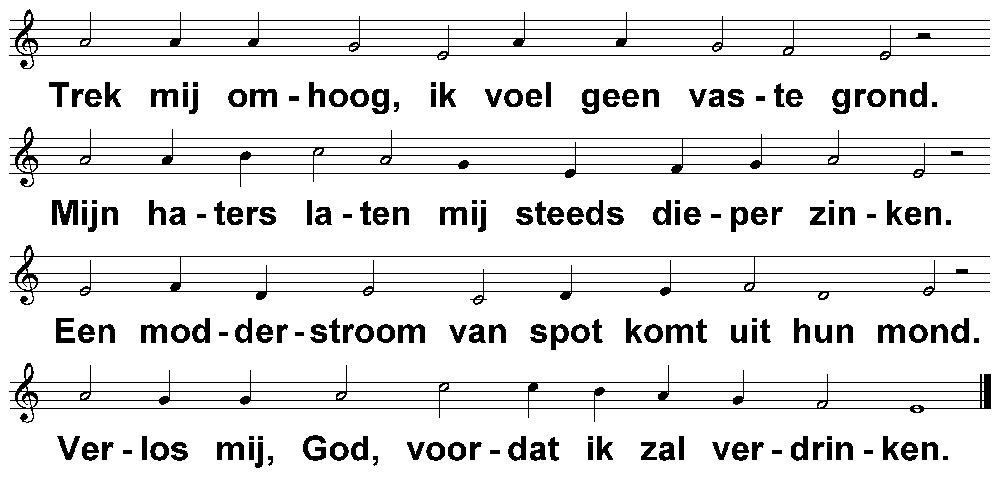 Trek mij om - hoog, ik voel geen vas - te grond.
Mijn ha - ters la - ten mij steeds die - per zin - ken.
Een mod - der - stroom van spot komt uit hun mond.
Ver - los mij, God, voor - dat ik zal ver - drin - ken.